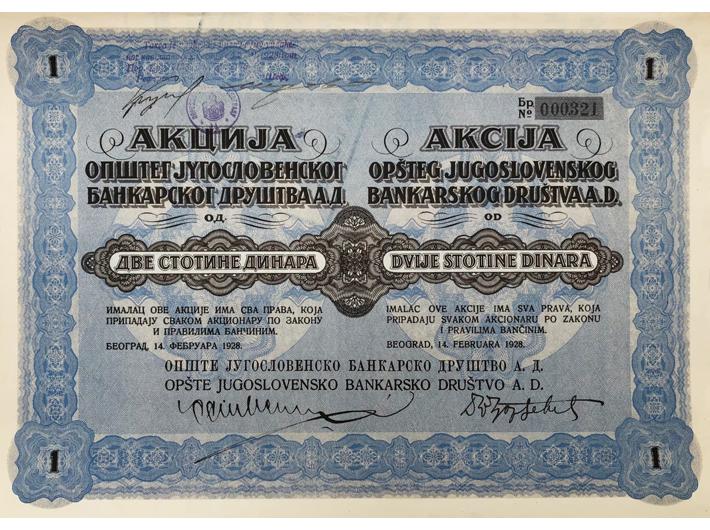 1
1
Бр.
№ 000321
АКЦИЈА
ОПШТЕГ ЈУГОСЛОВЕНСКОГ
БАНКАРСКОГ ДРУШТВА А.Д.
ОД
ДВЕ СТОТИНЕ ДИНАРА
ИМАЛАЦ ОВЕ АКЦИЈЕ ИМА СВА ПРАВА, КОЈА
ПРИПАДАЈУ СВАКОМ АКЦИОНАРУ ПО ЗАКОНУ
И ПРАВИЛИМА БАНЧИНИМ.
БЕОГРАД, 14. ФЕБРУАРА 1928.
AKCIJA
OPŠTEG JUGOSLOVENSKOG
BANKARSKOG DRUŠTVA A.D.
OD
DVIJE STOTINE DINARA
IMALAC OVE AKCIJE IMA SVA PRAVA, KOJA
PRIPADAJU SVAKOM AKCIONARU PO ZAKONU
I PRAVILIMA BANČINIM.
BEOGRAD, 14. FEBRUARA 1928.
ОПШТЕ ЈУГОСЛОВЕНСКО БАНКАРСКО ДРУШТВО А. Д.
OPŠTE JUGOSLOVENSKO BANKARSKO DRUŠTVO A. D.
1
1